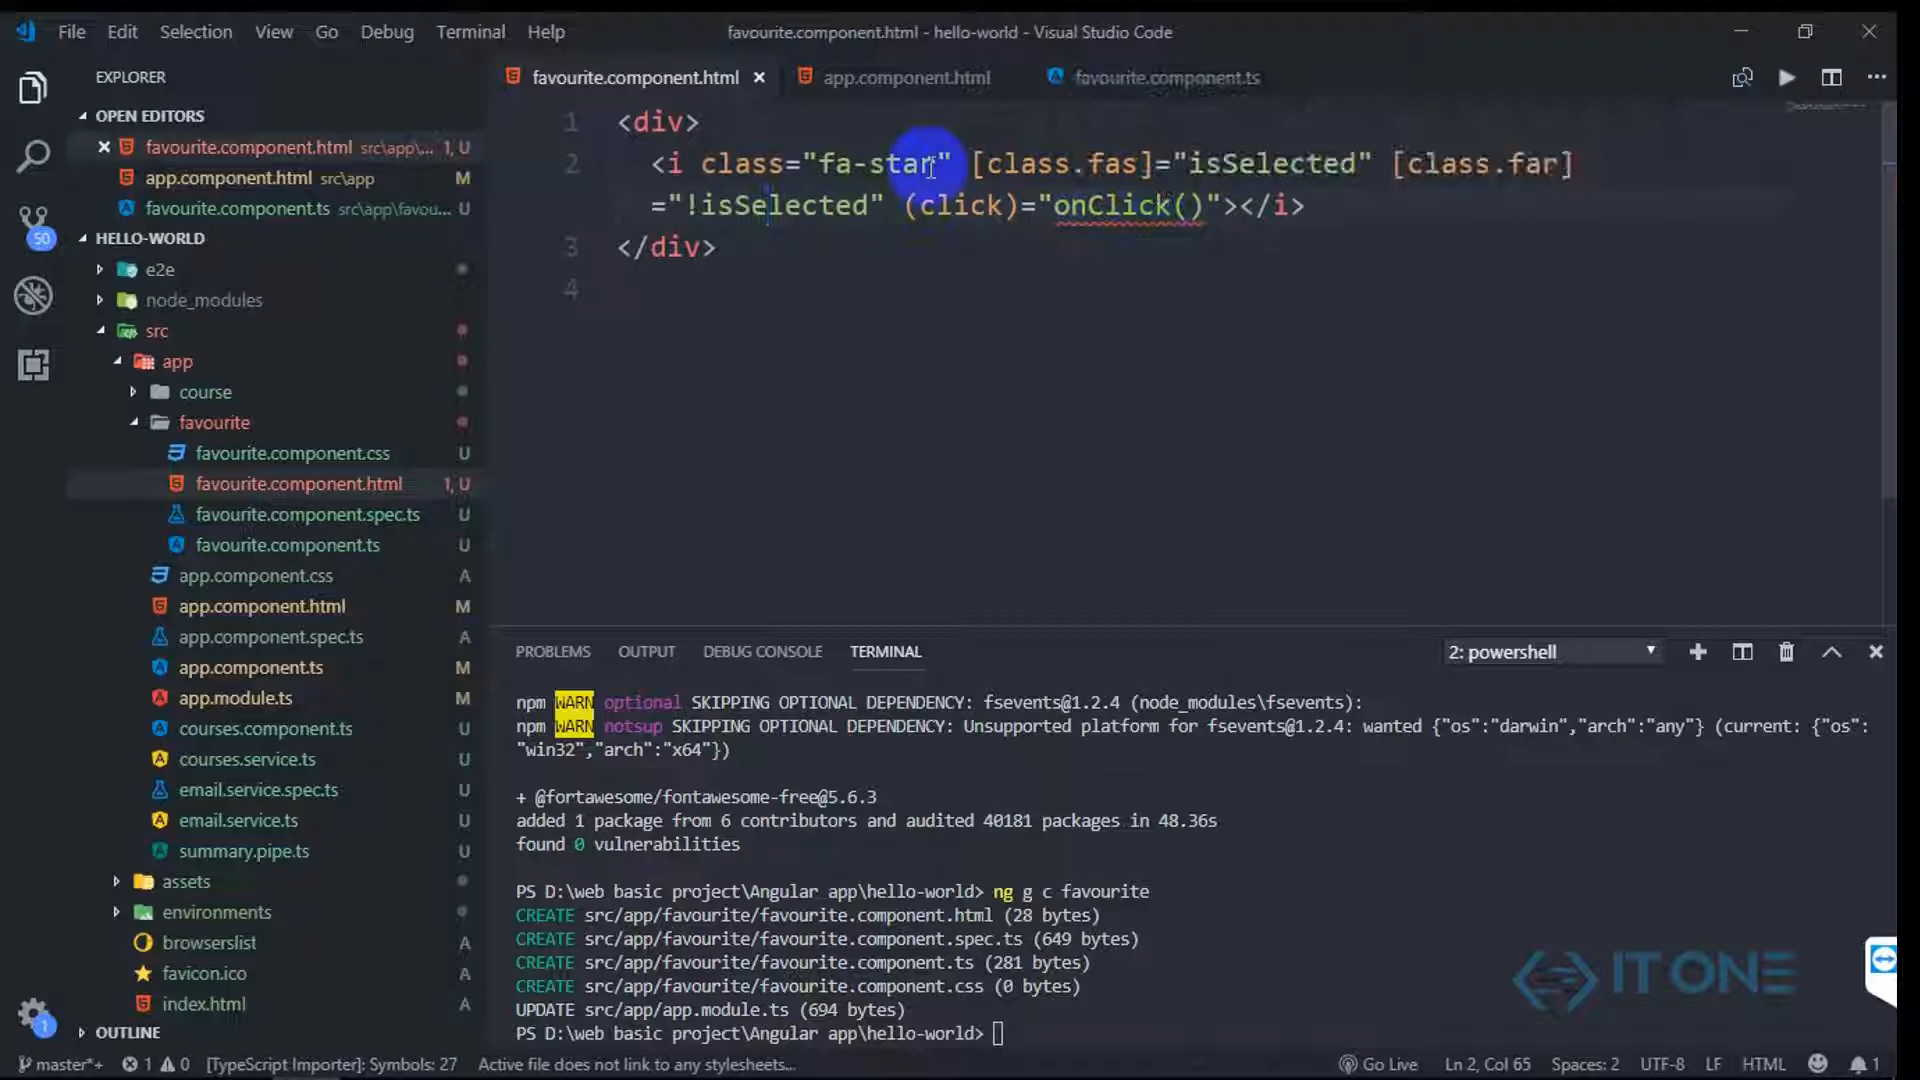 File Edit Selection View Go Debug Terminal Help
favourite.component.html - hello-world - Visual Studio Code
EXPLORER
OPEN EDITORS
favourite.component.html src\app\... 1, U
app.component.html src\app M
favourite.component.ts src\app\favou... U
50
HELLO-WORLD
e2e
node_modules
src
app
course
favourite
favourite.component.css U
favourite.component.html 1, U
favourite.component.spec.ts U
favourite.component.ts U
app.component.css A
app.component.html M
app.component.spec.ts A
app.component.ts M
app.module.ts M
courses.component.ts U
courses.service.ts U
email.service.spec.ts U
email.service.ts U
summary.pipe.ts U
assets
environments
browserslist A
favicon.ico A
index.html A
1
OUTLINE
favourite.component.html app.component.html favourite.component.ts
1 <div>
2 <i class="fa-star" [class.fas]="isSelected" [class.far]
="!isSelected" (click)="onClick()"></i>
3 </div>
4
PROBLEMS OUTPUT DEBUG CONSOLE TERMINAL 2: powershell
npm WARN optional SKIPPING OPTIONAL DEPENDENCY: fsevents@1.2.4 (node_modules\fsevents):
npm WARN notsup SKIPPING OPTIONAL DEPENDENCY: Unsupported platform for fsevents@1.2.4: wanted {"os":"darwin","arch":"any"} (current: {"os":
"win32","arch":"x64"})
+ @fortawesome/fontawesome-free@5.6.3
added 1 package from 6 contributors and audited 40181 packages in 48.36s
found 0 vulnerabilities
PS D:\web basic project\Angular app\hello-world> ng g c favourite
CREATE src/app/favourite/favourite.component.html (28 bytes)
CREATE src/app/favourite/favourite.component.spec.ts (649 bytes)
CREATE src/app/favourite/favourite.component.ts (281 bytes)
CREATE src/app/favourite/favourite.component.css (0 bytes)
UPDATE src/app/app.module.ts (694 bytes)
PS D:\web basic project\Angular app\hello-world>
IT ONE
master*+ 1 0 [TypeScript Importer]: Symbols: 27 Active file does not link to any stylesheets... Go Live Ln 2, Col 65 Spaces: 2 UTF-8 LF HTML 1